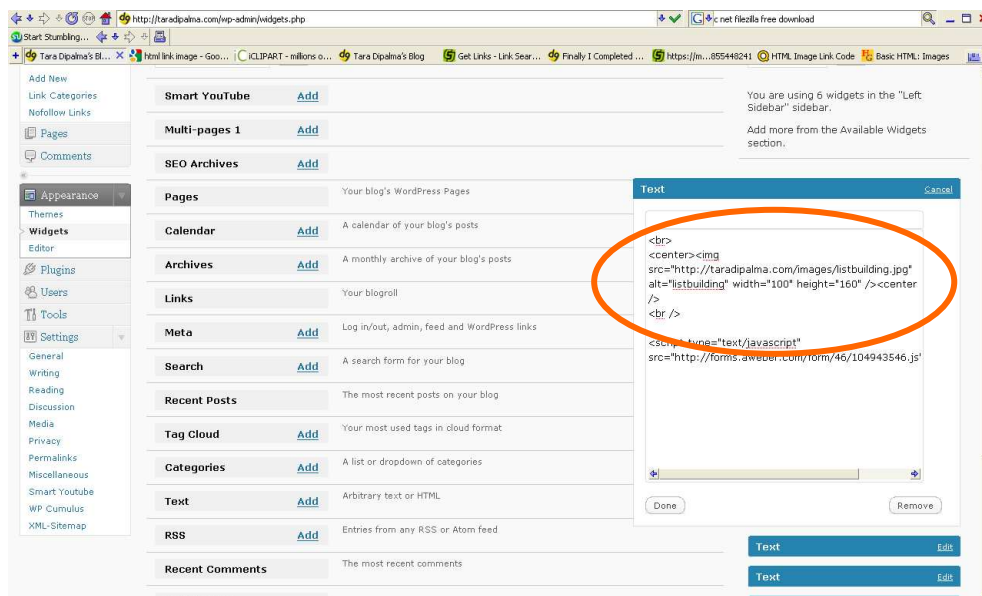 http://taradipalma.com/wp-admin/widgets.php
c net filezilla free download
Start Stumbling...
Tara Dipalma's Bl...
html link image - Goo...
iCLIPART - millions o...
Tara Dipalma's Blog
Get Links - Link Sear...
Finally I Completed ...
https://m...855448241
HTML Image Link Code
Basic HTML: Images
Add New
Link Categories
Nofollow Links
Pages
Comments
Appearance
Themes
Widgets
Editor
Plugins
Users
Tools
Settings
General
Writing
Reading
Discussion
Media
Privacy
Permalinks
Miscellaneous
Smart Youtube
WP Cumulus
XML-Sitemap
Smart YouTube Add
Multi-pages 1 Add
SEO Archives Add
Pages Your blog's WordPress Pages
Calendar Add A calendar of your blog's posts
Archives Add A monthly archive of your blog's posts
Links Your blogroll
Meta Add Log in/out, admin, feed and WordPress links
Search Add A search form for your blog
Recent Posts The most recent posts on your blog
Tag Cloud Add Your most used tags in cloud format
Categories Add A list or dropdown of categories
Text Add Arbitrary text or HTML
RSS Add Entries from any RSS or Atom feed
Recent Comments The most recent comments
You are using 6 widgets in the "Left
Sidebar" sidebar.
Add more from the Available Widgets
section.
Text Cancel
<br>
<center><img
src="http://taradipalma.com/images/listbuilding.jpg"
alt="listbuilding" width="100" height="160" /><center
/>
<br />
<script type="text/javascript"
src="http://forms.aweber.com/form/46/104943546.js"
Done Remove
Text Edit
Text Edit